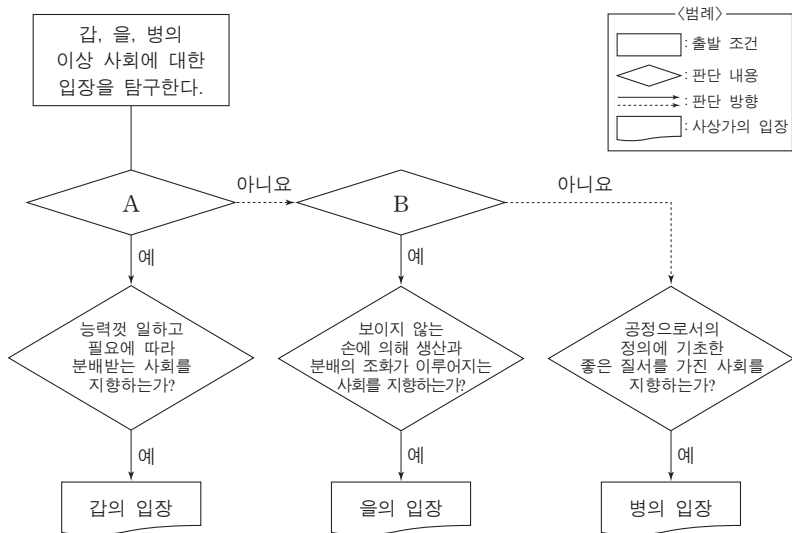 갑, 을, 병의
이상 사회에 대한
입장을 탐구한다.
〈범례〉
: 출발 조건
: 판단 내용
: 판단 방향
: 사상가의 입장
A
아니요
B
아니요
예
예
능력껏 일하고
필요에 따라
분배받는 사회를
지향하는가?
보이지 않는
손에 의해 생산과
분배의 조화가 이루어지는
사회를 지향하는가?
공정으로서의
정의에 기초한
좋은 질서를 가진 사회를
지향하는가?
예
예
예
갑의 입장
을의 입장
병의 입장